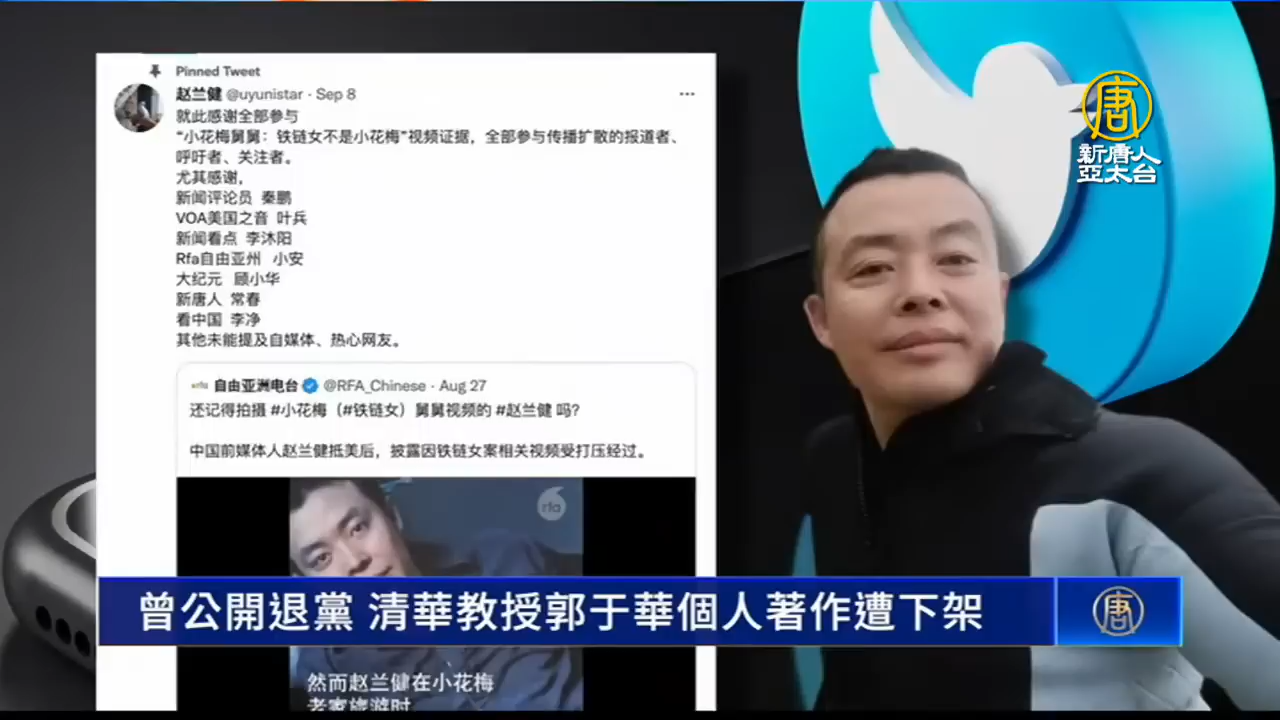 Pinned Tweet
赵兰健 @uyunistar · Sep 8
就此感谢全部参与
“小花梅舅舅：铁链女不是小花梅”视频证据，全部参与传播扩散的报道者、
呼吁者、关注者。
尤其感谢，
新闻评论员 秦鹏
VOA美国之音 叶兵
新闻看点 李沐阳
Rfa自由亚州 小安
大纪元 顾小华
新唐人 常春
看中国 李净
其他未能提及自媒体、热心网友。
rfa 自由亚洲电台 @RFA_Chinese · Aug 27
还记得拍摄 #小花梅（#铁链女）舅舅视频的 #赵兰健 吗？
中国前媒体人赵兰健抵美后，披露因铁链女案相关视频受打压经过。
rfa
唐
新唐人
亞太台
曾公開退黨 清華教授郭于華個人著作遭下架
唐
然而赵兰健在小花梅
老家旅游时